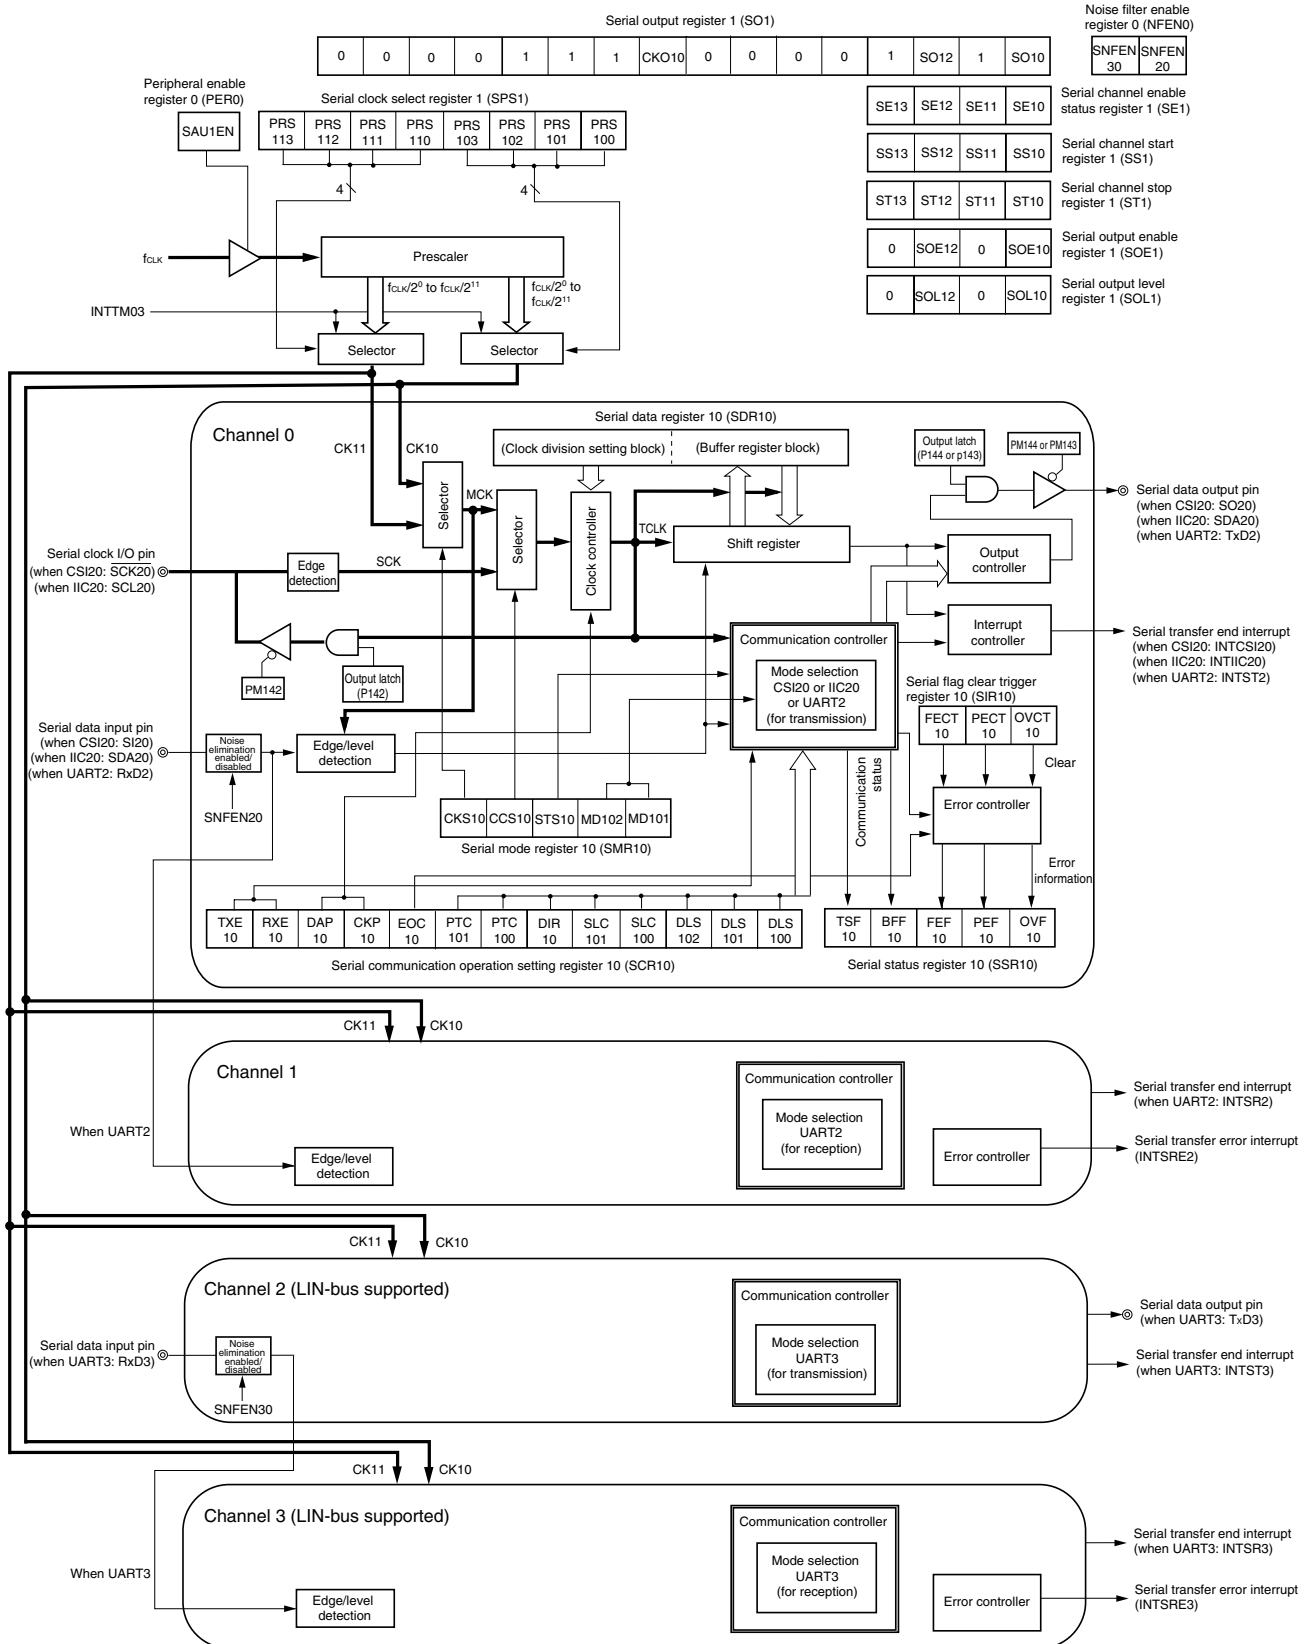 Serial output register 1 (SO1)
0 0 0 0 1 1 1 CKO10 0 0 0 0 1 SO12 1 SO10
Noise filter enable
register 0 (NFEN0)
SNFEN
30
SNFEN
20
Peripheral enable
register 0 (PER0)
SAU1EN
Serial clock select register 1 (SPS1)
PRS
113
PRS
112
PRS
111
PRS
110
PRS
103
PRS
102
PRS
101
PRS
100
4
4
SE13 SE12 SE11 SE10
Serial channel enable
status register 1 (SE1)
SS13 SS12 SS11 SS10
Serial channel start
register 1 (SS1)
ST13 ST12 ST11 ST10
Serial channel stop
register 1 (ST1)
0 SOE12 0 SOE10
Serial output enable
register 1 (SOE1)
0 SOL12 0 SOL10
Serial output level
register 1 (SOL1)
fCLK
Prescaler
fCLK/2⁰ to fCLK/2¹¹
fCLK/2⁰ to
fCLK/2¹¹
INTTM03
Selector
Selector
Channel 0
CK11
CK10
Serial data register 10 (SDR10)
(Clock division setting block)
(Buffer register block)
Selector
MCK
Selector
Clock controller
TCLK
Shift register
Output latch
(P144 or p143)
PM144 or PM143
Serial data output pin
(when CSI20: SO20)
(when IIC20: SDA20)
(when UART2: TxD2)
Output
controller
Interrupt
controller
Serial transfer end interrupt
(when CSI20: INTCSI20)
(when IIC20: INTIIC20)
(when UART2: INTST2)
Serial clock I/O pin
(when CSI20: SCK20)
(when IIC20: SCL20)
Edge
detection
SCK
PM142
Output latch
(P142)
Communication controller
Mode selection
CSI20 or IIC20
or UART2
(for transmission)
Serial flag clear trigger
register 10 (SIR10)
FECT
10
PECT
10
OVCT
10
Clear
Serial data input pin
(when CSI20: SI20)
(when IIC20: SDA20)
(when UART2: RxD2)
Noise
elimination
enabled/
disabled
SNFEN20
Edge/level
detection
CKS10 CCS10 STS10 MD102 MD101
Serial mode register 10 (SMR10)
Communication
status
Error controller
Error
information
TXE
10
RXE
10
DAP
10
CKP
10
EOC
10
PTC
101
PTC
100
DIR
10
SLC
101
SLC
100
DLS
102
DLS
101
DLS
100
Serial communication operation setting register 10 (SCR10)
TSF
10
BFF
10
FEF
10
PEF
10
OVF
10
Serial status register 10 (SSR10)
CK11
CK10
Channel 1
When UART2
Edge/level
detection
Communication controller
Mode selection
UART2
(for reception)
Error controller
Serial transfer end interrupt
(when UART2: INTSR2)
Serial transfer error interrupt
(INTSRE2)
CK11
CK10
Channel 2 (LIN-bus supported)
Serial data input pin
(when UART3: RxD3)
Noise
elimination
enabled/
disabled
SNFEN30
Communication controller
Mode selection
UART3
(for transmission)
Serial data output pin
(when UART3: TxD3)
Serial transfer end interrupt
(when UART3: INTST3)
CK11
CK10
Channel 3 (LIN-bus supported)
When UART3
Edge/level
detection
Communication controller
Mode selection
UART3
(for reception)
Error controller
Serial transfer end interrupt
(when UART3: INTSR3)
Serial transfer error interrupt
(INTSRE3)